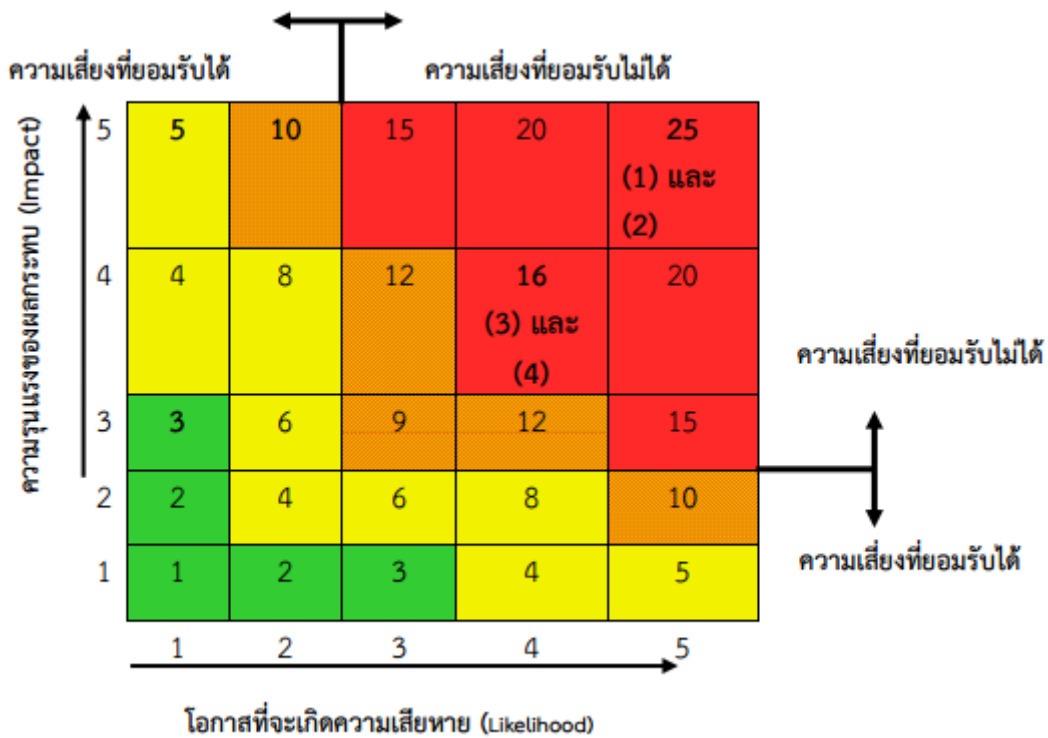 ความเสี่ยงที่ยอมรับได้ ความเสี่ยงที่ยอมรับไม่ได้
ความรุนแรงของผลกระทบ (Impact)
5 5 10 15 20 25
(1) และ
(2)
4 4 8 12 16 20
(3) และ
(4)
ความเสี่ยงที่ยอมรับไม่ได้
3 3 6 9 12 15
2 2 4 6 8 10
ความเสี่ยงที่ยอมรับได้
1 1 2 3 4 5
1 2 3 4 5
โอกาสที่จะเกิดความเสียหาย (Likelihood)